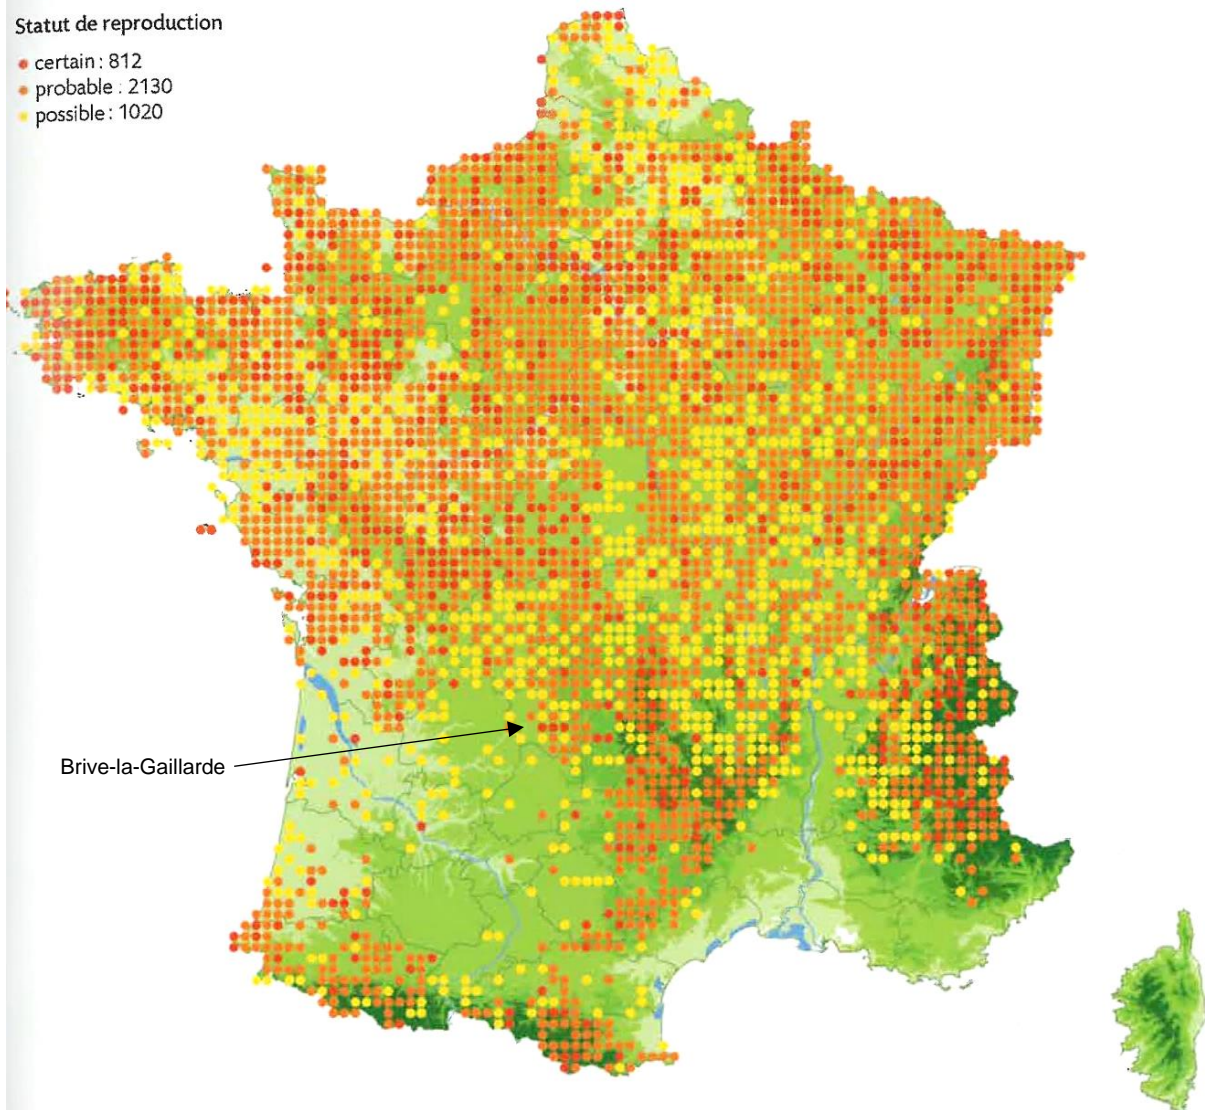 Statut de reproduction
certain : 812
probable : 2130
possible : 1020
Brive-la-Gaillarde